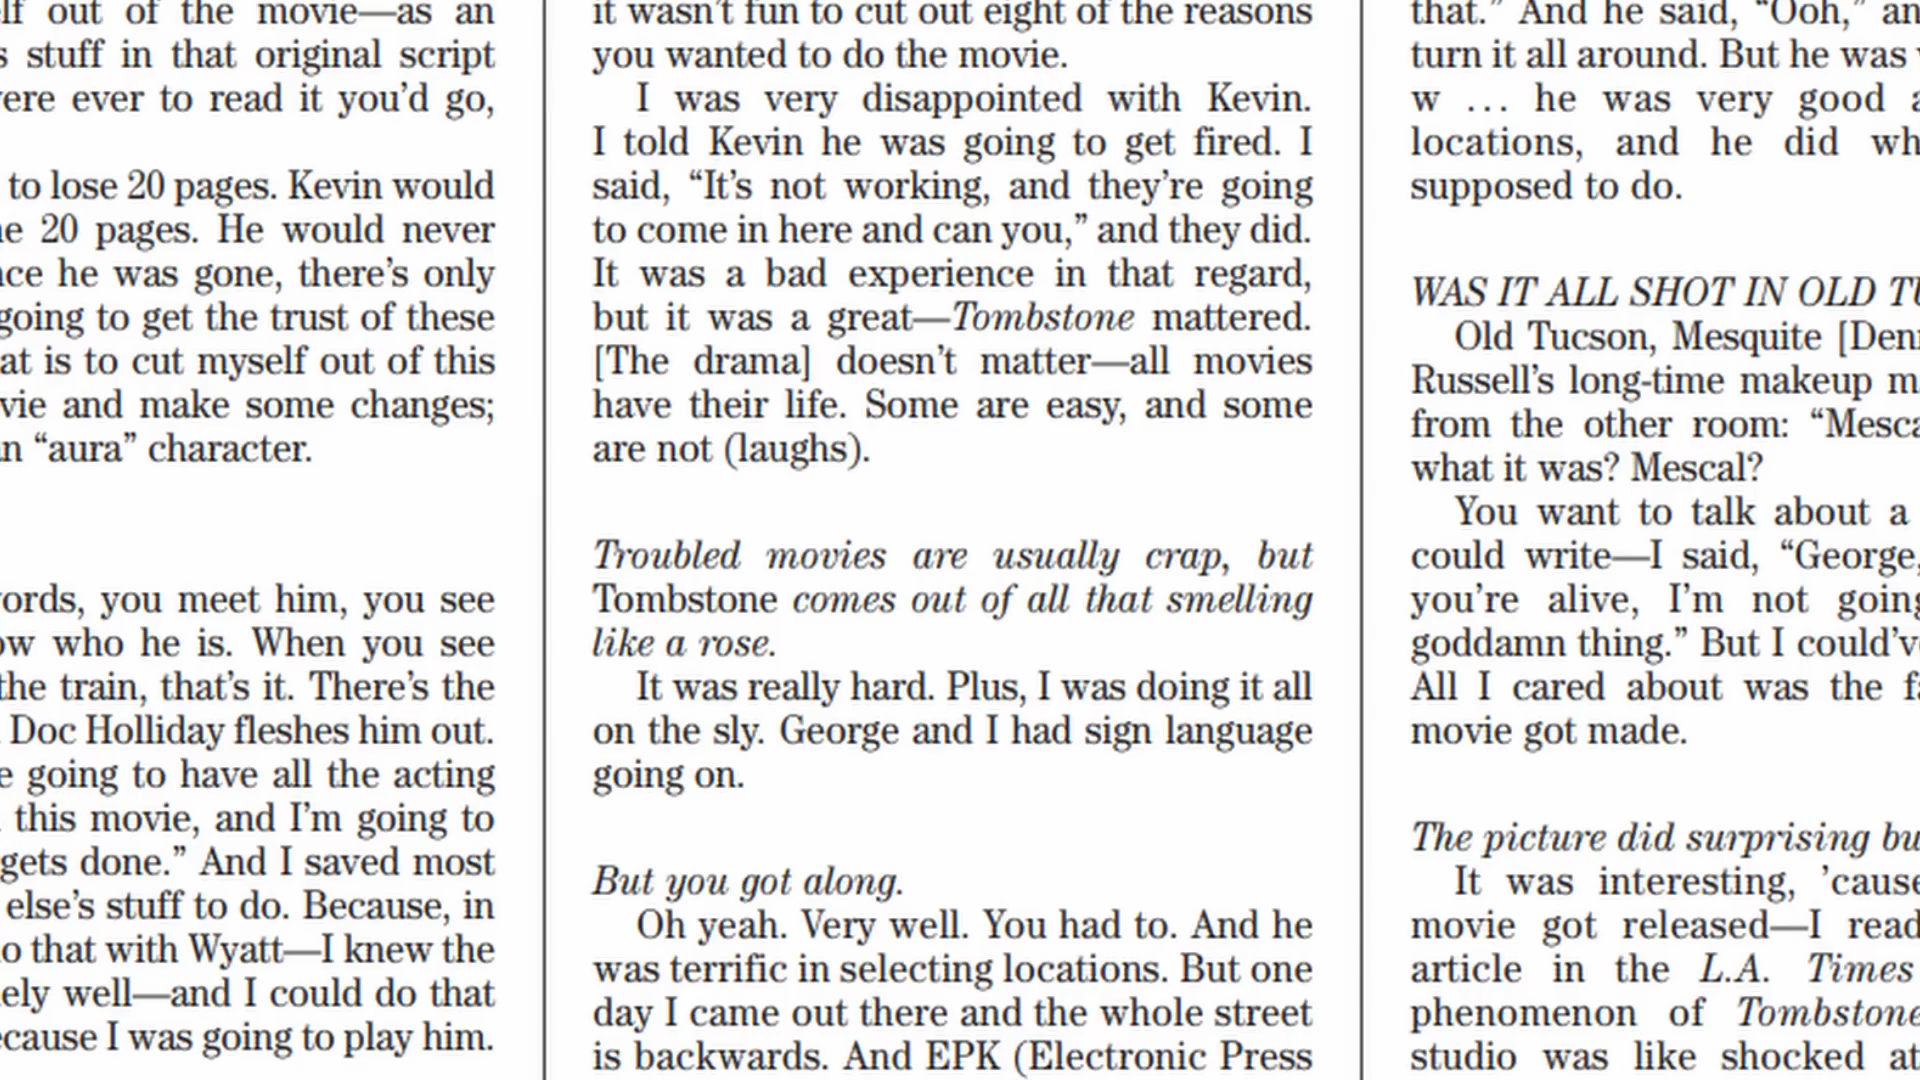 out of the movie—as an
stuff in that original script
ever to read it you’d go,
to lose 20 pages. Kevin would
20 pages. He would never
he was gone, there’s only
going to get the trust of these
is to cut myself out of this
and make some changes;
“aura” character.
you meet him, you see
who he is. When you see
the train, that’s it. There’s the
Doc Holliday fleshes him out.
going to have all the acting
this movie, and I’m going to
gets done.” And I saved most
else’s stuff to do. Because, in
that with Wyatt—I knew the
well—and I could do that
I was going to play him.
it wasn’t fun to cut out eight of the reasons
you wanted to do the movie.
I was very disappointed with Kevin.
I told Kevin he was going to get fired. I
said, “It’s not working, and they’re going
to come in here and can you,” and they did.
It was a bad experience in that regard,
but it was a great—Tombstone mattered.
[The drama] doesn’t matter—all movies
have their life. Some are easy, and some
are not (laughs).
Troubled movies are usually crap, but
Tombstone comes out of all that smelling
like a rose.
It was really hard. Plus, I was doing it all
on the sly. George and I had sign language
going on.
But you got along.
Oh yeah. Very well. You had to. And he
was terrific in selecting locations. But one
day I came out there and the whole street
is backwards. And EPK (Electronic Press
that.” And he said, “Ooh,”
turn it all around. But he was
w … he was very good
locations, and he did
supposed to do.
WAS IT ALL SHOT IN OLD
Old Tucson, Mesquite
Russell’s long-time makeup
from the other room:
what it was? Mescal?
You want to talk about a
could write—I said, “George,
you’re alive, I’m not
goddamn thing.” But I
All I cared about was the
movie got made.
The picture did surprising
It was interesting, ’cause
movie got released—I read
article in the L.A. Times
phenomenon of Tombstone
studio was like shocked